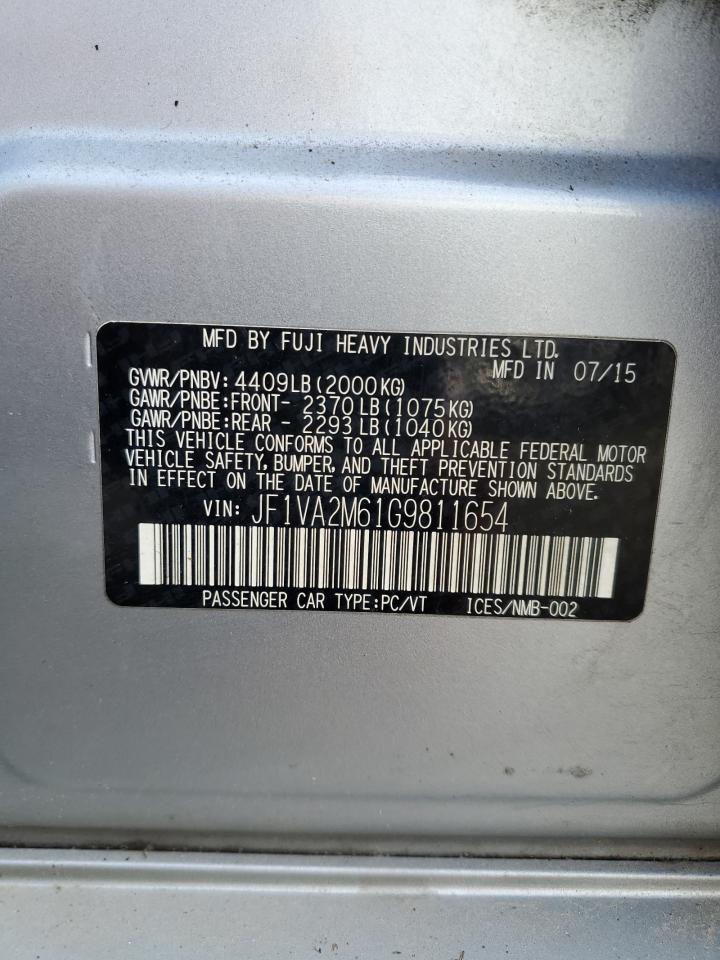 MFD BY FUJI HEAVY INDUSTRIES LTD.
MFD IN 07/15
GVWR/PNBV: 4409LB(2000KG)
GAWR/PNBE:FRONT- 2370LB(1075KG)
GAWR/PNBE:REAR - 2293LB(1040KG)
THIS VEHICLE CONFORMS TO ALL APPLICABLE FEDERAL MOTOR
VEHICLE SAFETY, BUMPER, AND THEFT PREVENTION STANDARDS
IN EFFECT ON THE DATE OF MANUFACTURE SHOWN ABOVE.
VIN: JF1VA2M61G9811654
PASSENGER CAR TYPE:PC/VT ICES/NMB-002